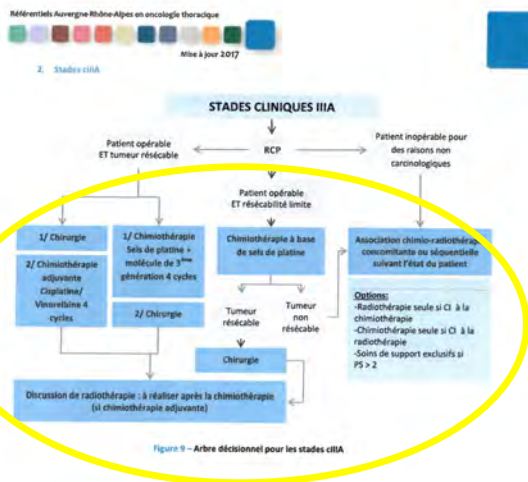 Référentiels Auvergne-Rhône-Alpes en oncologie thoracique
Mise à jour 2017
2. Stades cIIIA
STADES CLINIQUES IIIA
Patient opérable
ET tumeur résécable
RCP
Patient inopérable pour
des raisons non
carcinologiques
Patient opérable
ET résécabilité limite
1/ Chirurgie
2/ Chimiothérapie
adjuvante
Cisplatine/
Vinorelbine 4
cycles
1/ Chimiothérapie
Sels de platine +
molécule de 3ème
génération 4 cycles
2/ Chirurgie
Chimiothérapie à base
de sels de platine
Association chimio-radiothérapie
concomitante ou séquentielle
suivant l'état du patient
Options:
-Radiothérapie seule si CI à la
chimiothérapie
-Chimiothérapie seule si CI à la
radiothérapie
-Soins de support exclusifs si
PS > 2
Tumeur
résécable
Tumeur
non
résécable
Chirurgie
Discussion de radiothérapie : à réaliser après la chimiothérapie
(si chimiothérapie adjuvante)
Figure 9 – Arbre décisionnel pour les stades cIIIA